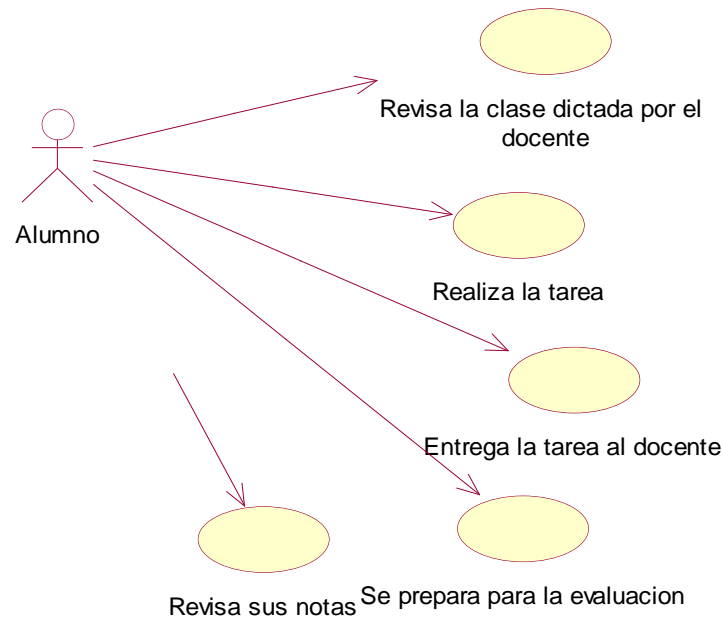 Revisa la clase dictada por el
docente
Alumno
Realiza la tarea
Entrega la tarea al docente
Se prepara para la evaluacion
Revisa sus notas